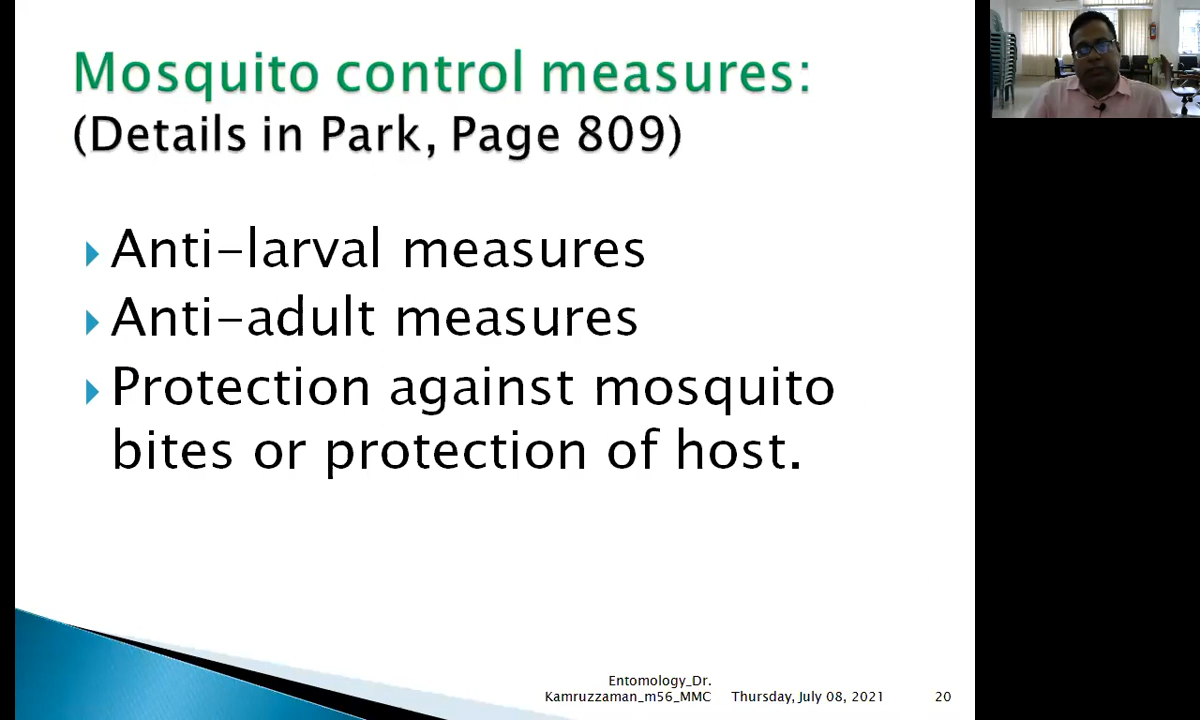 Mosquito control measures:
(Details in Park, Page 809)
Anti-larval measures
Anti-adult measures
Protection against mosquito
bites or protection of host.
Entomology_Dr.
Kamruzzaman_m56_MMC Thursday, July 08, 2021 20